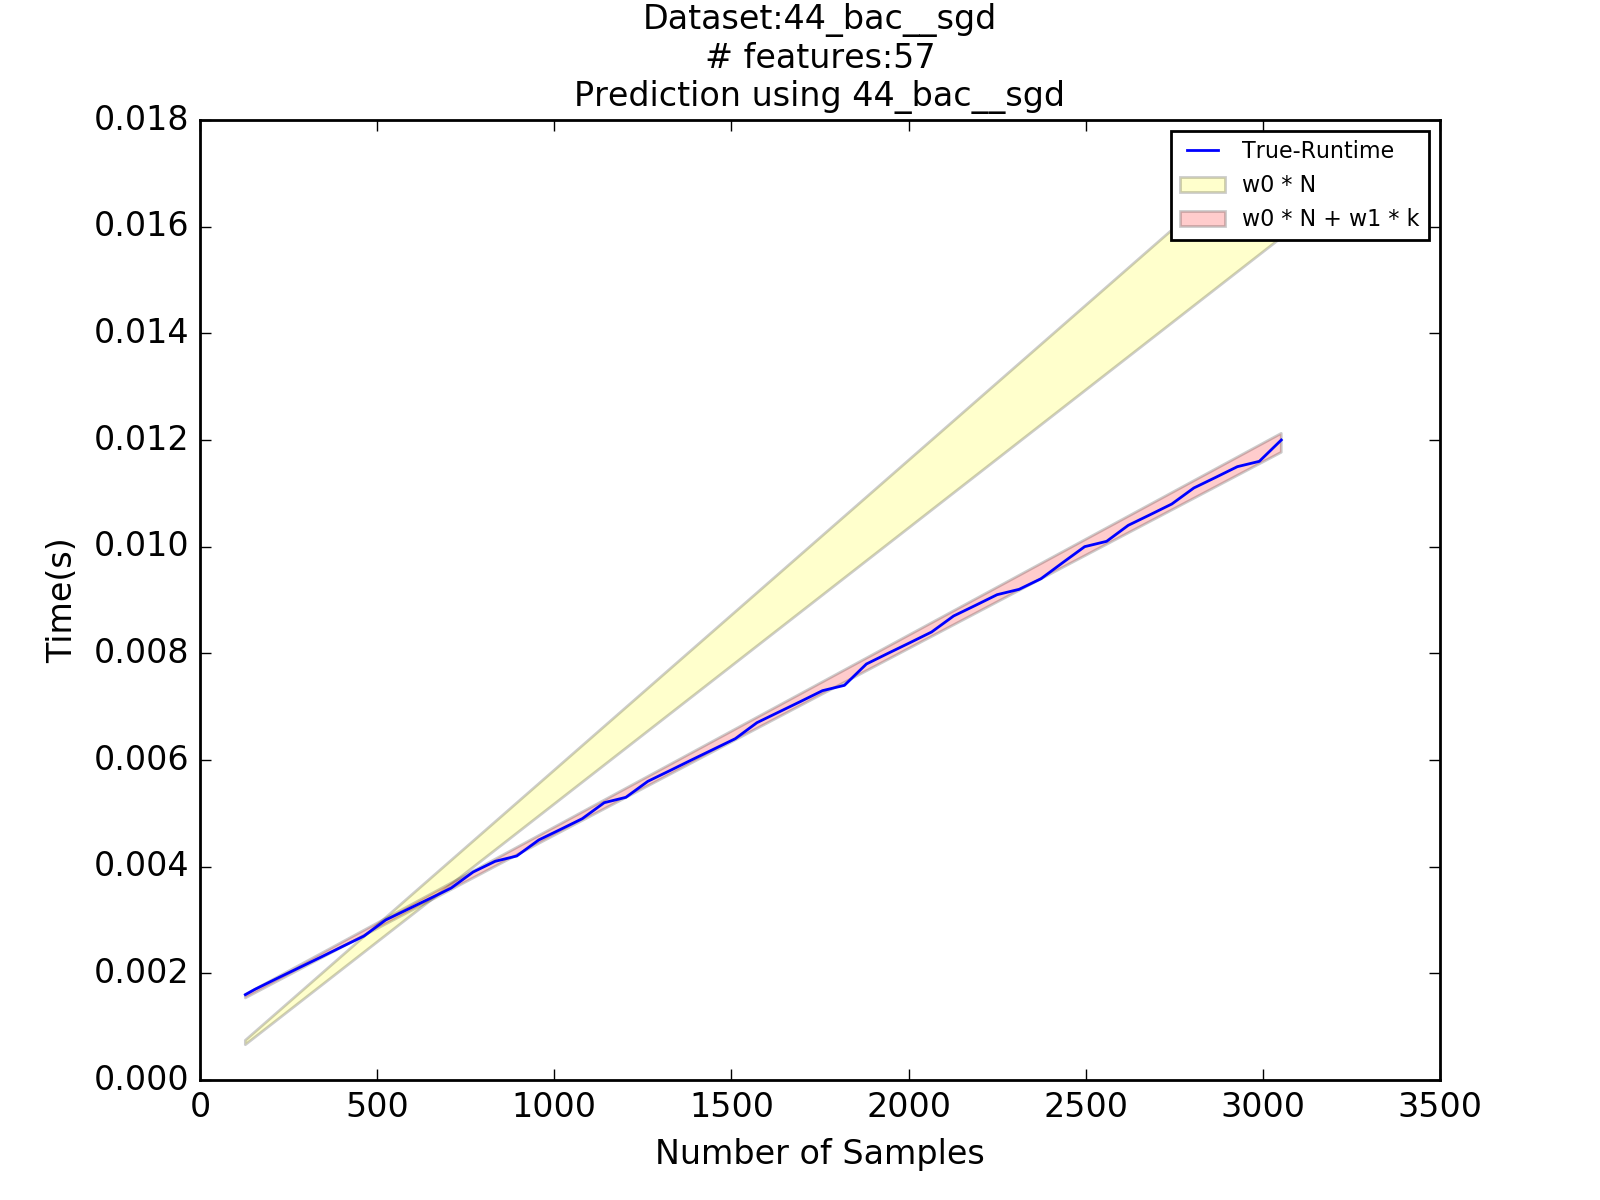 Dataset:44_bac__sgd
# features:57
Prediction using 44_bac__sgd
0.018
0.016
0.014
0.012
0.010
0.008
0.006
0.004
0.002
0.000
Time(s)
True-Runtime
w0 * N
w0 * N + w1 * k
0 500 1000 1500 2000 2500 3000 3500
Number of Samples